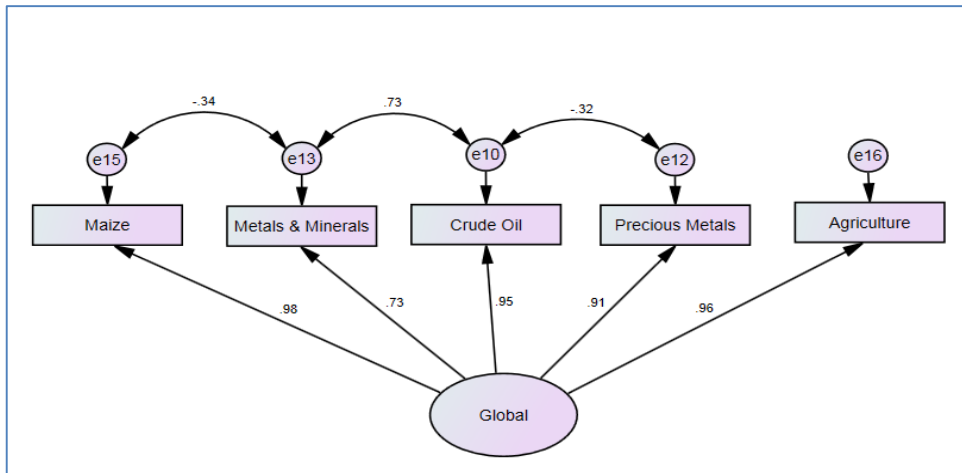 -.34
.73
-.32
e15
e13
e10
e12
e16
Maize
Metals & Minerals
Crude Oil
Precious Metals
Agriculture
.98
.73
.95
.91
.96
Global